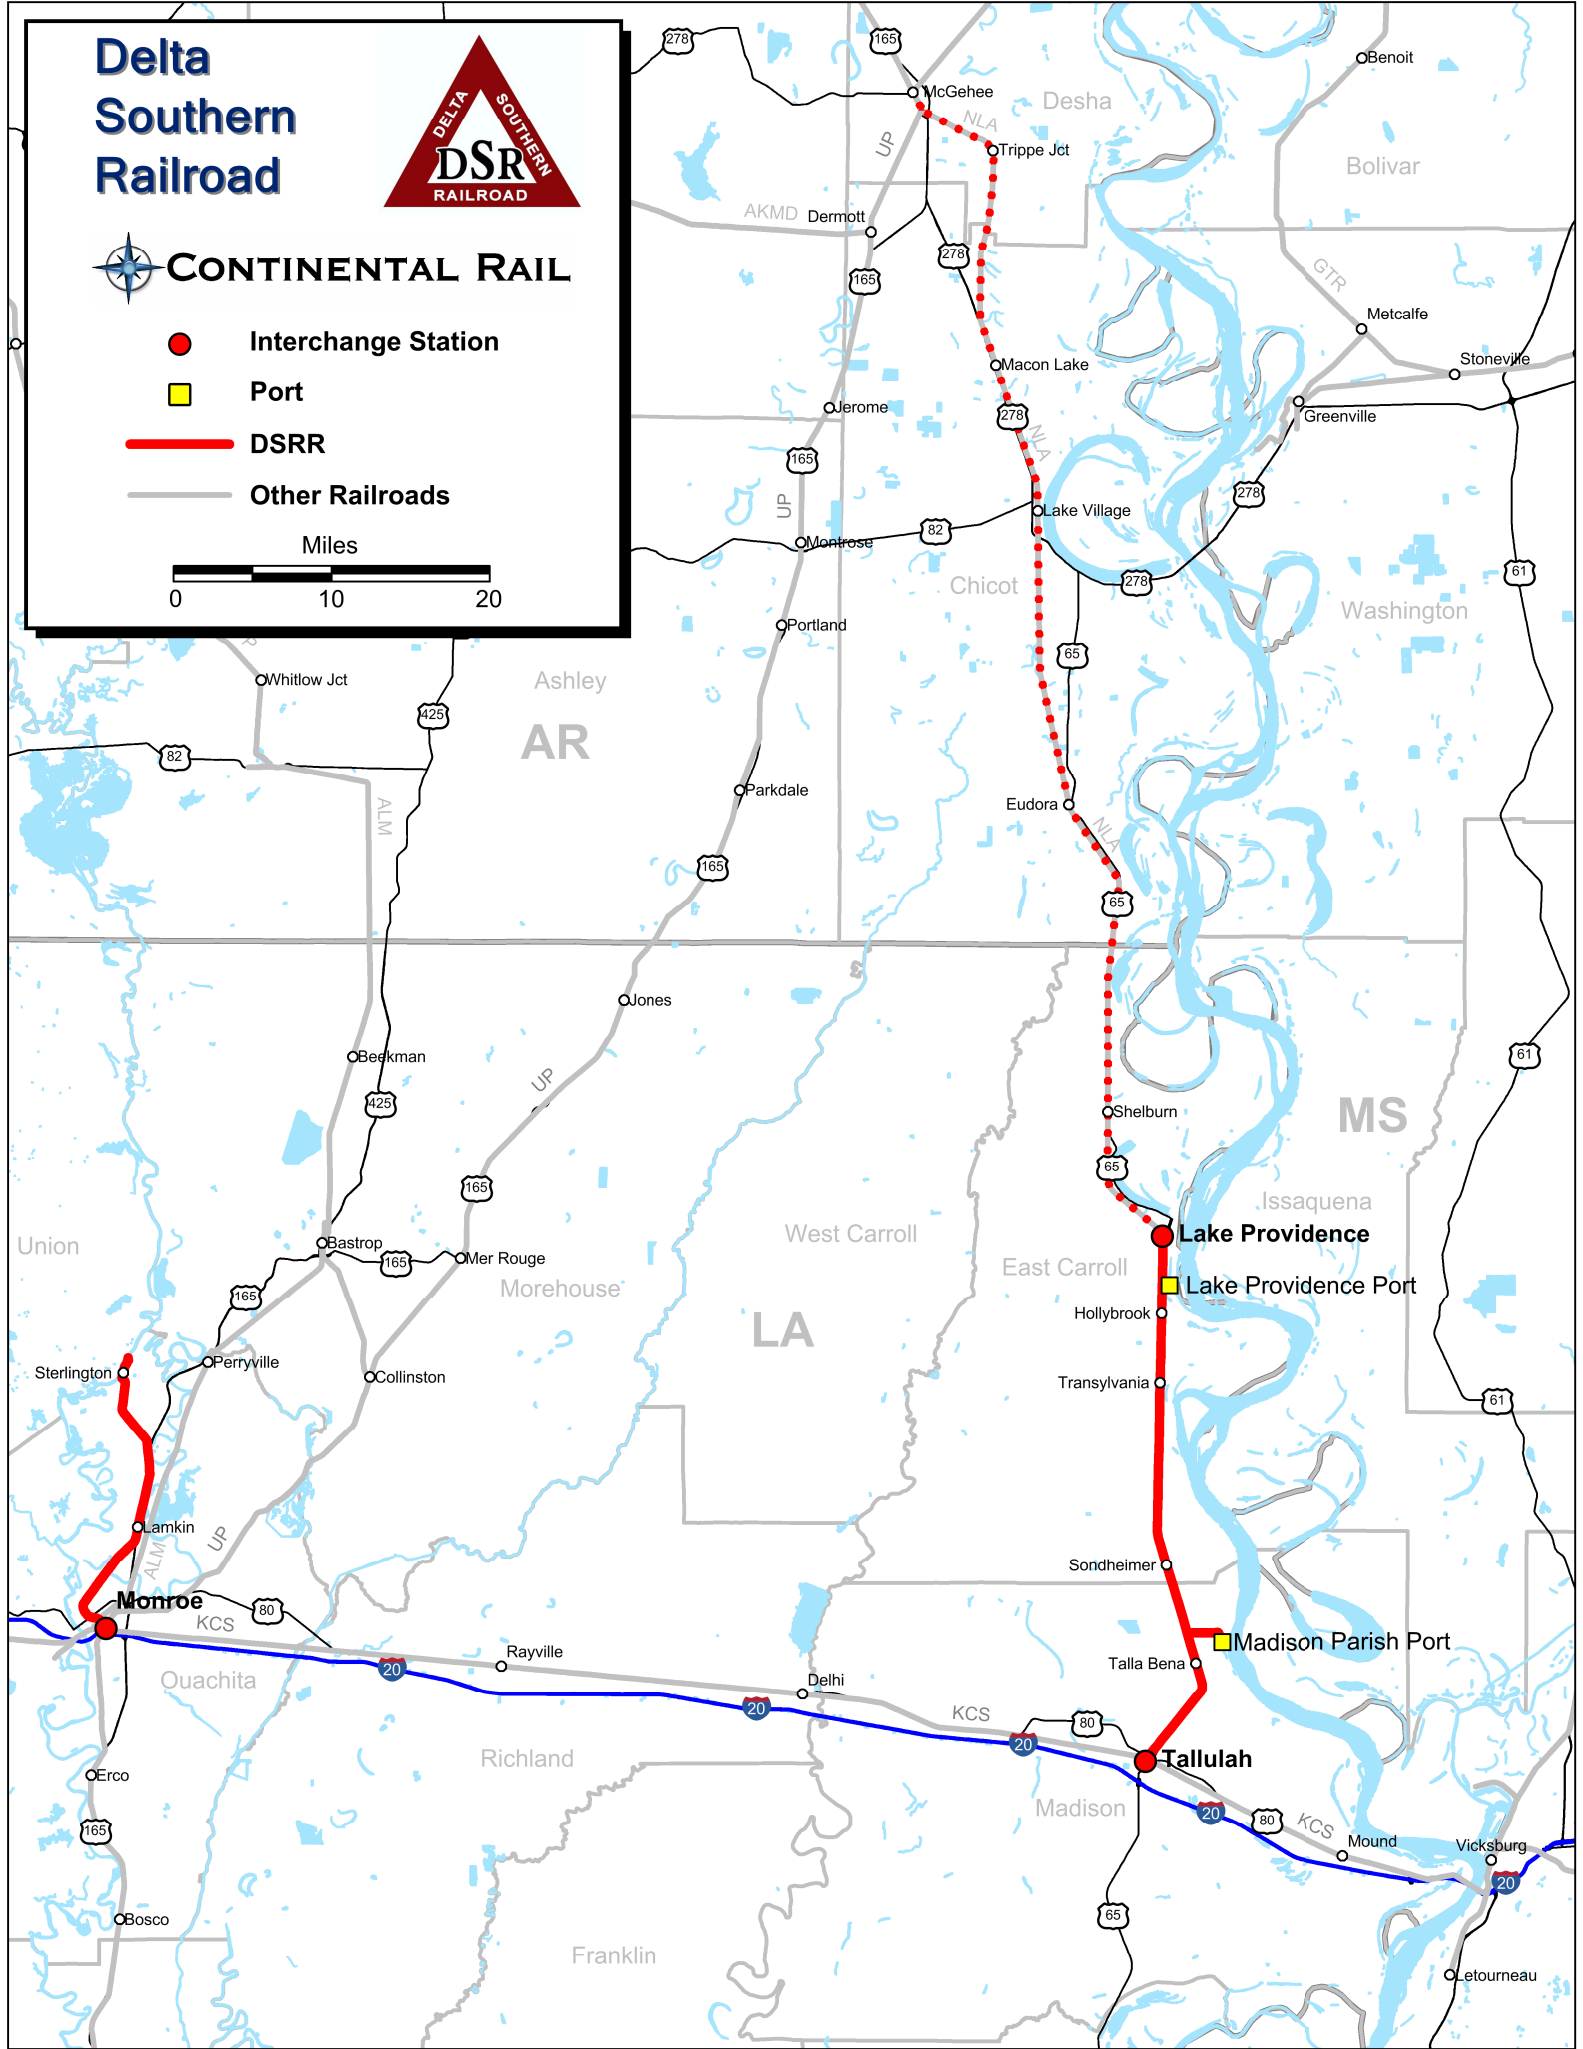 Delta
Southern
Railroad
DELTA
SOUTHERN
DSR
RAILROAD
CONTINENTAL RAIL
Interchange Station
Port
DSRR
Other Railroads
Miles
0 10 20
278
165
Benoit
McGehee
Desha
NLA
UP
Trippe Jct
Bolivar
AKMD
Dermott
278
165
GTR
Metcalfe
Stoneville
Macon Lake
Jerome
278
Greenville
NLA
165
278
UP
Lake Village
82
Montrose
61
278
Chicot
Washington
Portland
65
Whitlow Jct
Ashley
425
AR
82
Parkdale
Eudora
ALM
NLA
165
65
Jones
Beekman
61
UP
425
MS
Shelburn
65
165
Issaquena
West Carroll
Lake Providence
Union
Bastrop
165
Mer Rouge
East Carroll
Morehouse
Lake Providence Port
165
Hollybrook
LA
Perryville
Sterlington
Collinston
Transylvania
61
Lamkin
UP
ALM
Sondheimer
Monroe
80
KCS
Madison Parish Port
Rayville
Talla Bena
20
Ouachita
Delhi
20
KCS
80
20
Richland
Tallulah
Erco
Madison
20
80
KCS
165
Mound
Vicksburg
20
65
Bosco
Franklin
Letourneau